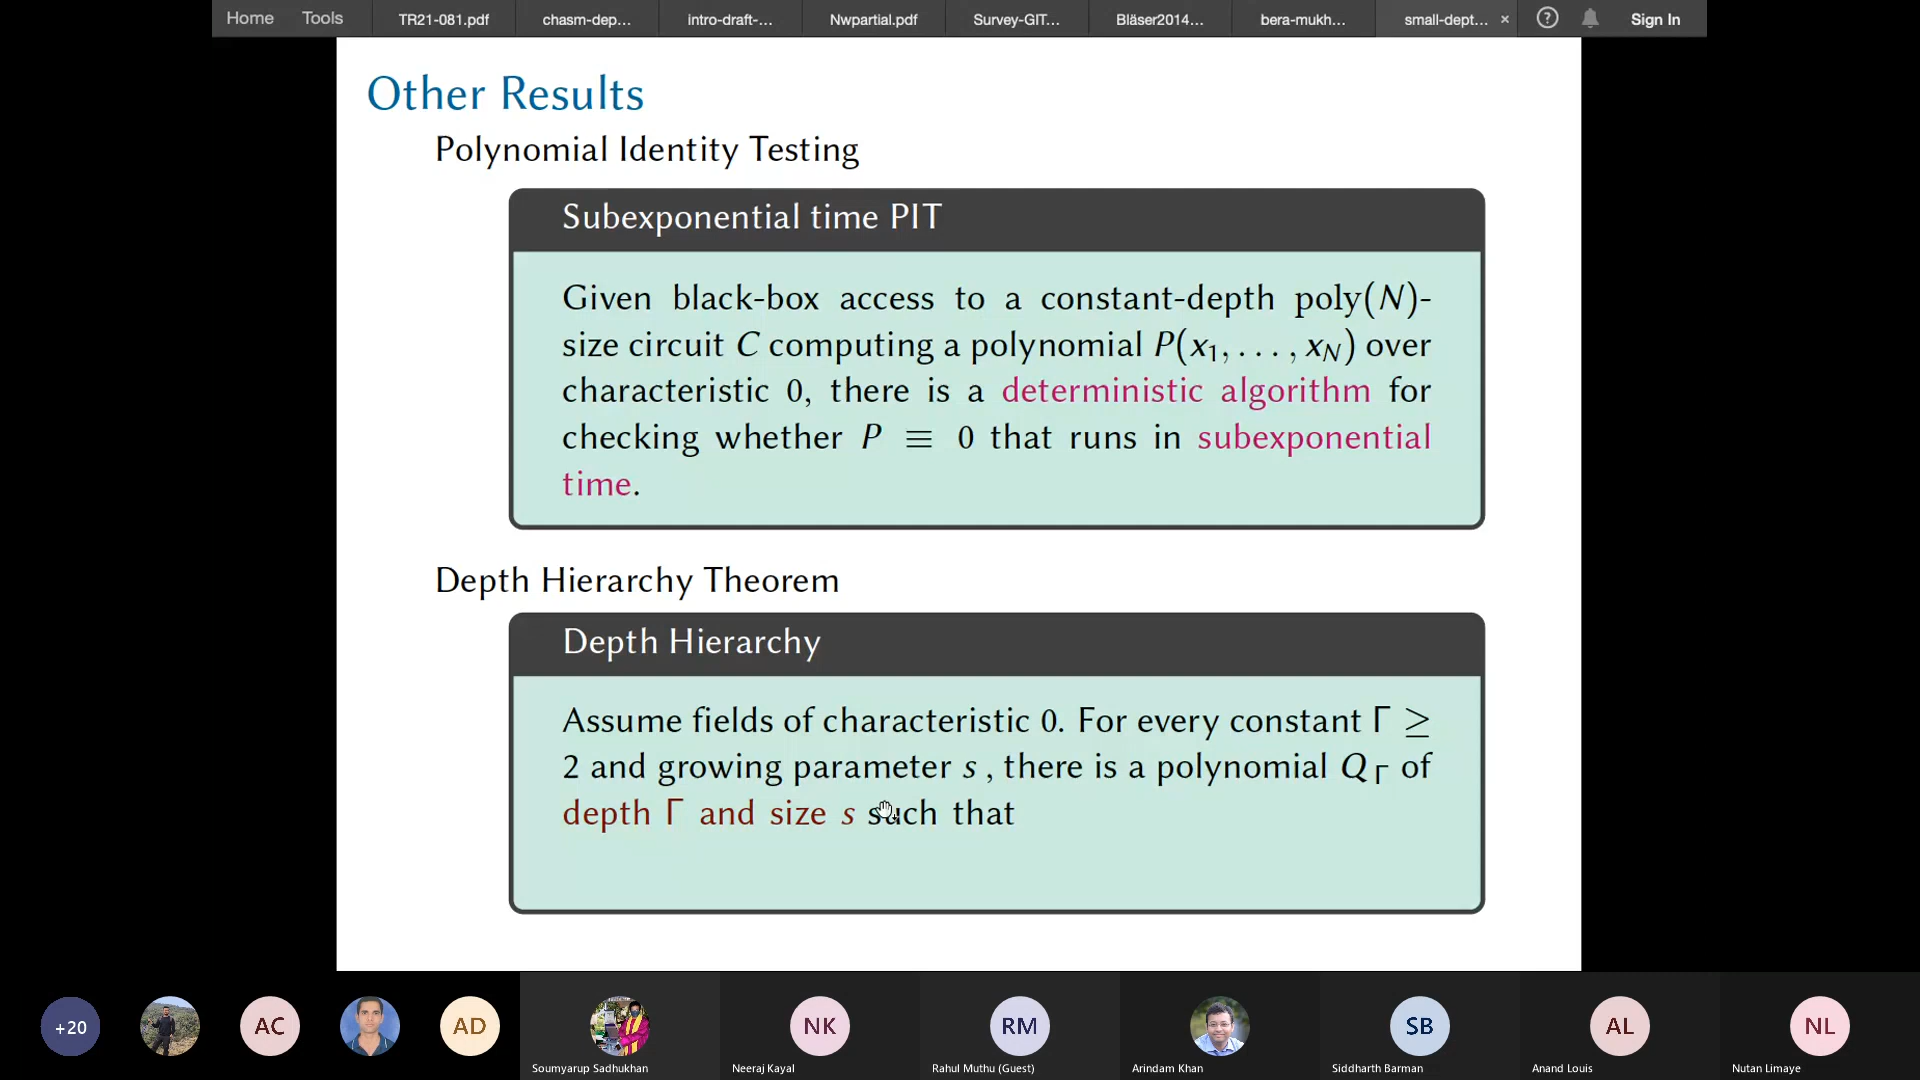 Home Tools TR21-081.pdf chasm-dep... intro-draft-... Nwpartial.pdf Survey-GIT... Bläser2014... bera-mukh... small-dept... × ? Sign In
Other Results
Polynomial Identity Testing
Subexponential time PIT
Given black-box access to a constant-depth poly(N)-
size circuit C computing a polynomial P(x₁, . . . , x_N) over
characteristic 0, there is a deterministic algorithm for
checking whether P ≡ 0 that runs in subexponential
time.
Depth Hierarchy Theorem
Depth Hierarchy
Assume fields of characteristic 0. For every constant Γ ≥
2 and growing parameter s , there is a polynomial Q_Γ of
depth Γ and size s such that
+20 AC AD NK RM SB AL NL
Soumyarup Sadhukhan Neeraj Kayal Rahul Muthu (Guest) Arindam Khan Siddharth Barman Anand Louis Nutan Limaye